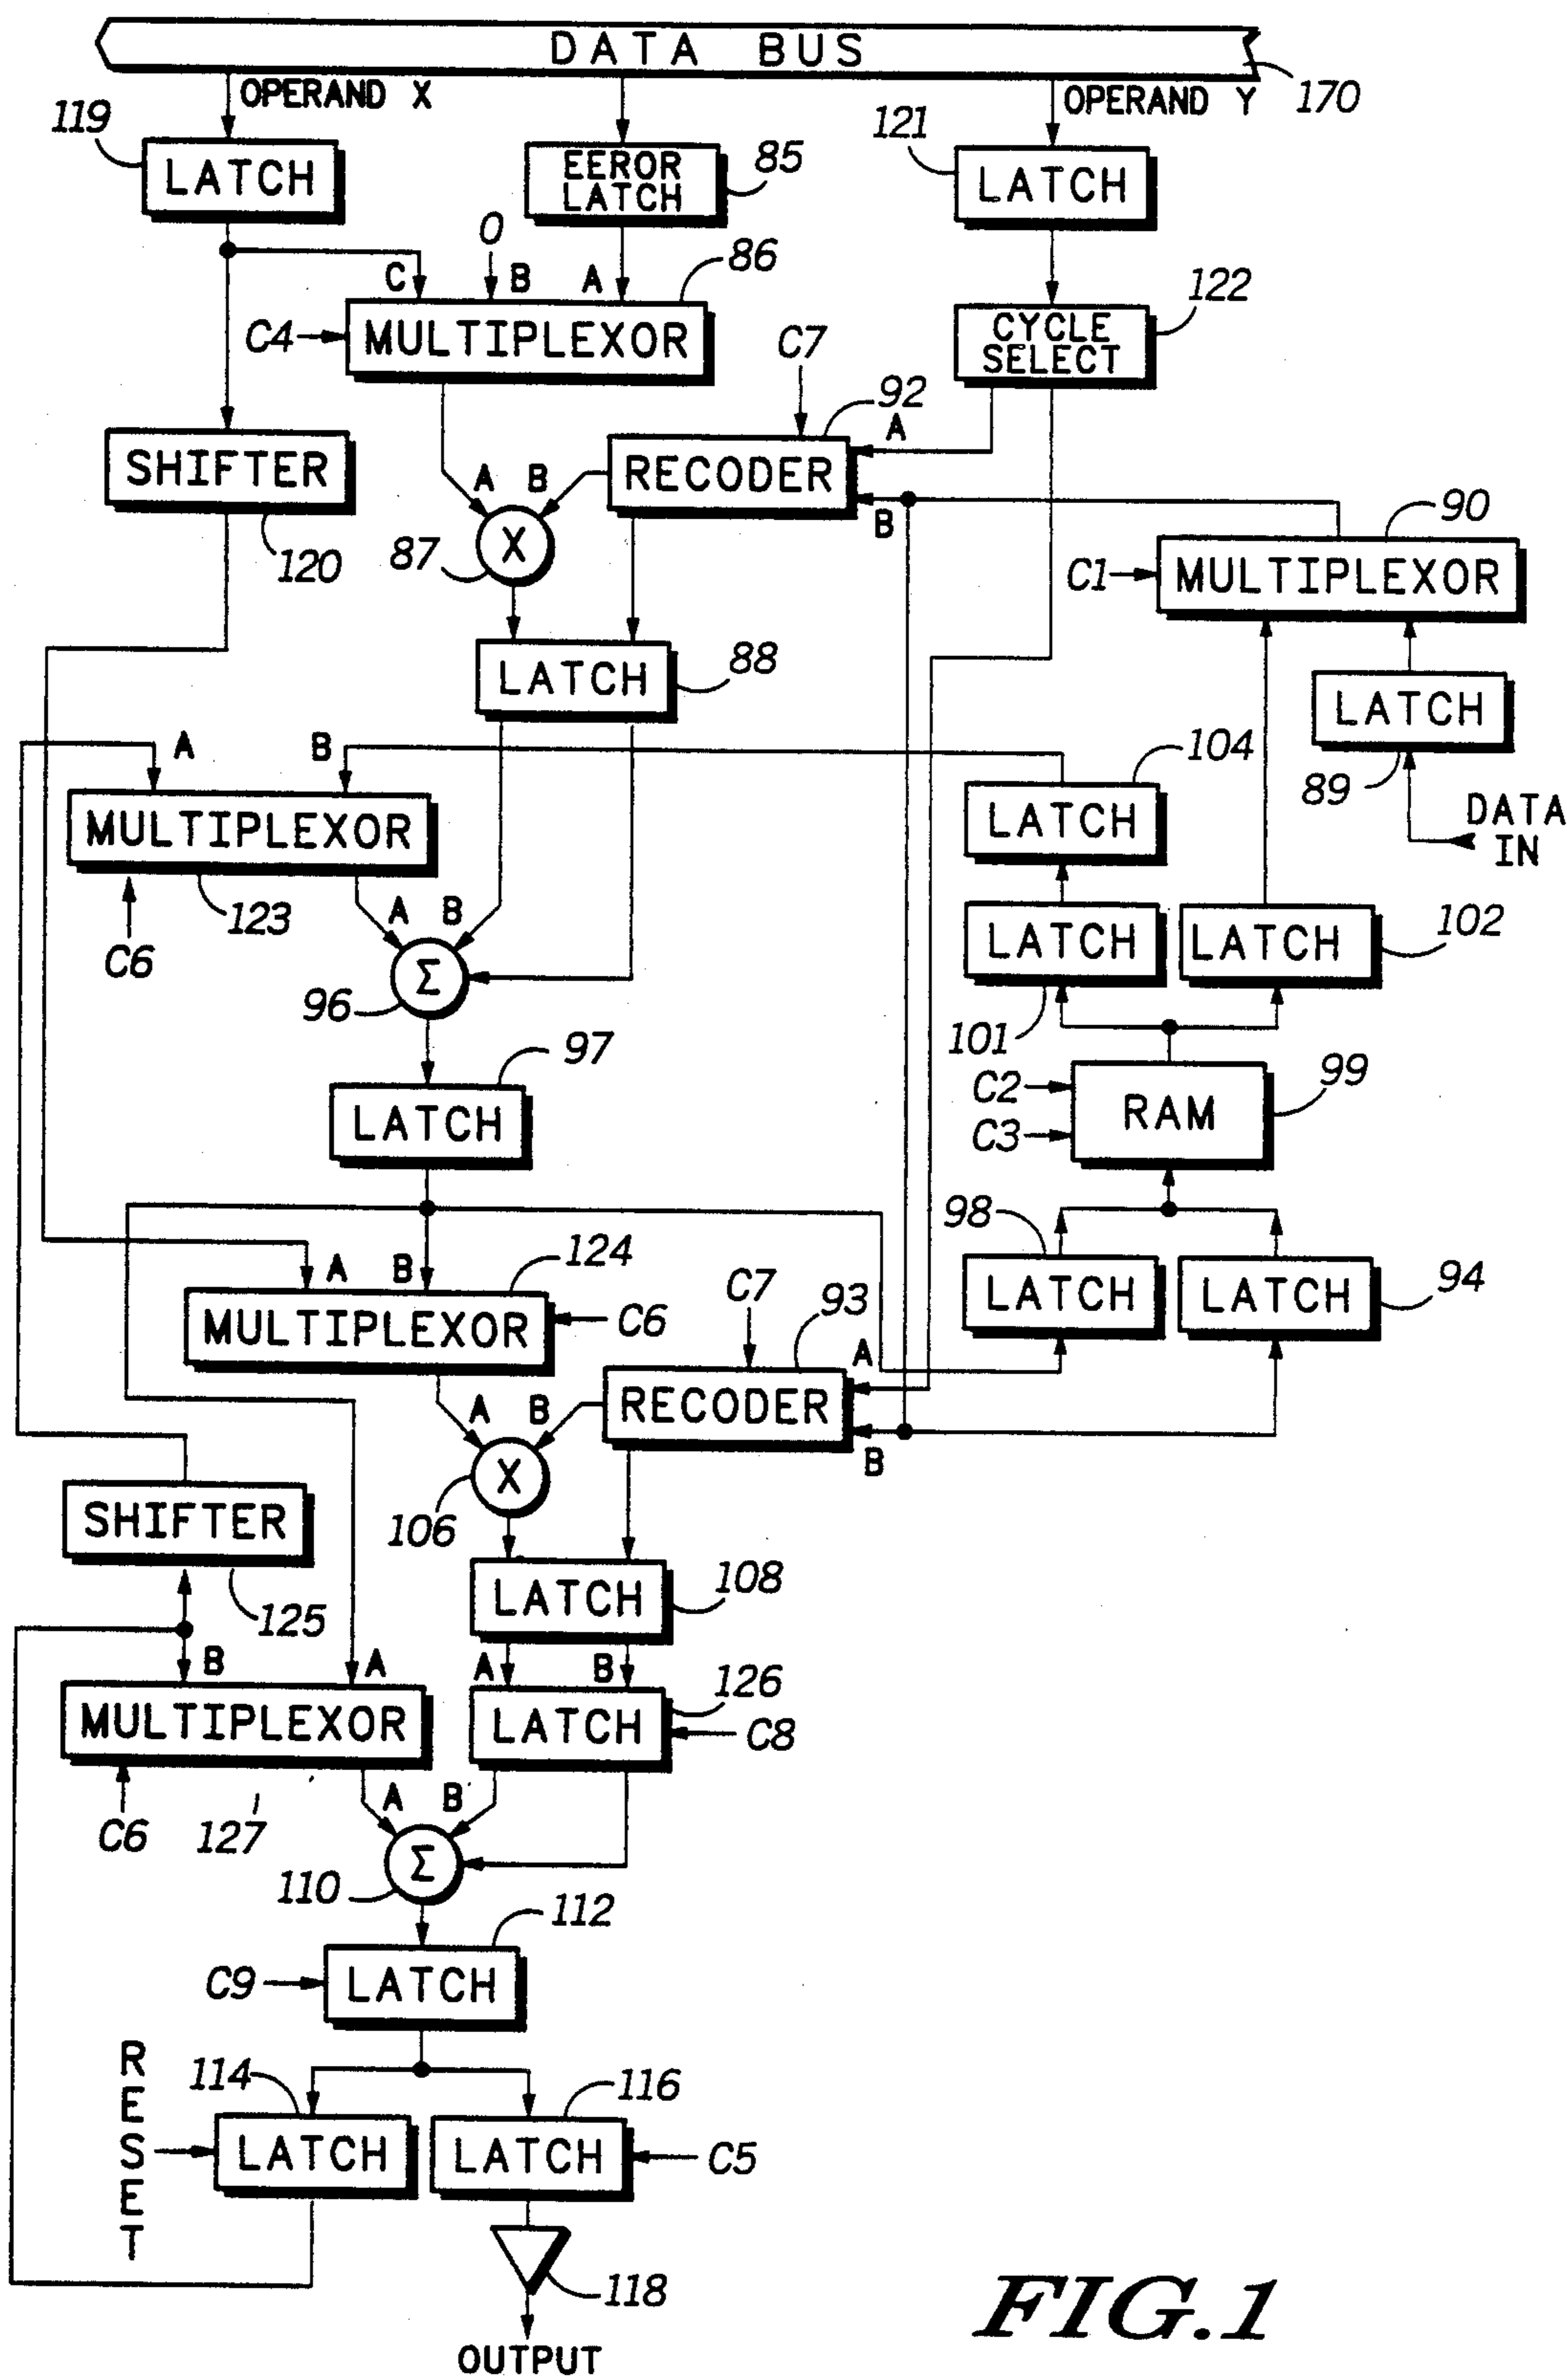 DATA BUS
170
OPERAND X
OPERAND Y
119
LATCH
EEROR
LATCH
85
121
LATCH
0
C
B
A
86
C4
MULTIPLEXOR
CYCLE
SELECT
122
C7
92
A
SHIFTER
120
A
B
RECODER
B
90
87
X
C1
MULTIPLEXOR
LATCH
88
LATCH
89
DATA
IN
A
B
104
MULTIPLEXOR
LATCH
123
C6
A
B
LATCH
LATCH
102
Σ
96
101
97
C2
C3
RAM
99
LATCH
98
A
B
124
C7
93
LATCH
LATCH
94
MULTIPLEXOR
C6
A
A
B
RECODER
B
X
106
SHIFTER
125
LATCH
108
B
A
A
B
126
MULTIPLEXOR
LATCH
C8
C6
127
A
B
Σ
110
112
C9
LATCH
RESET
114
116
LATCH
LATCH
C5
118
OUTPUT
FIG.1